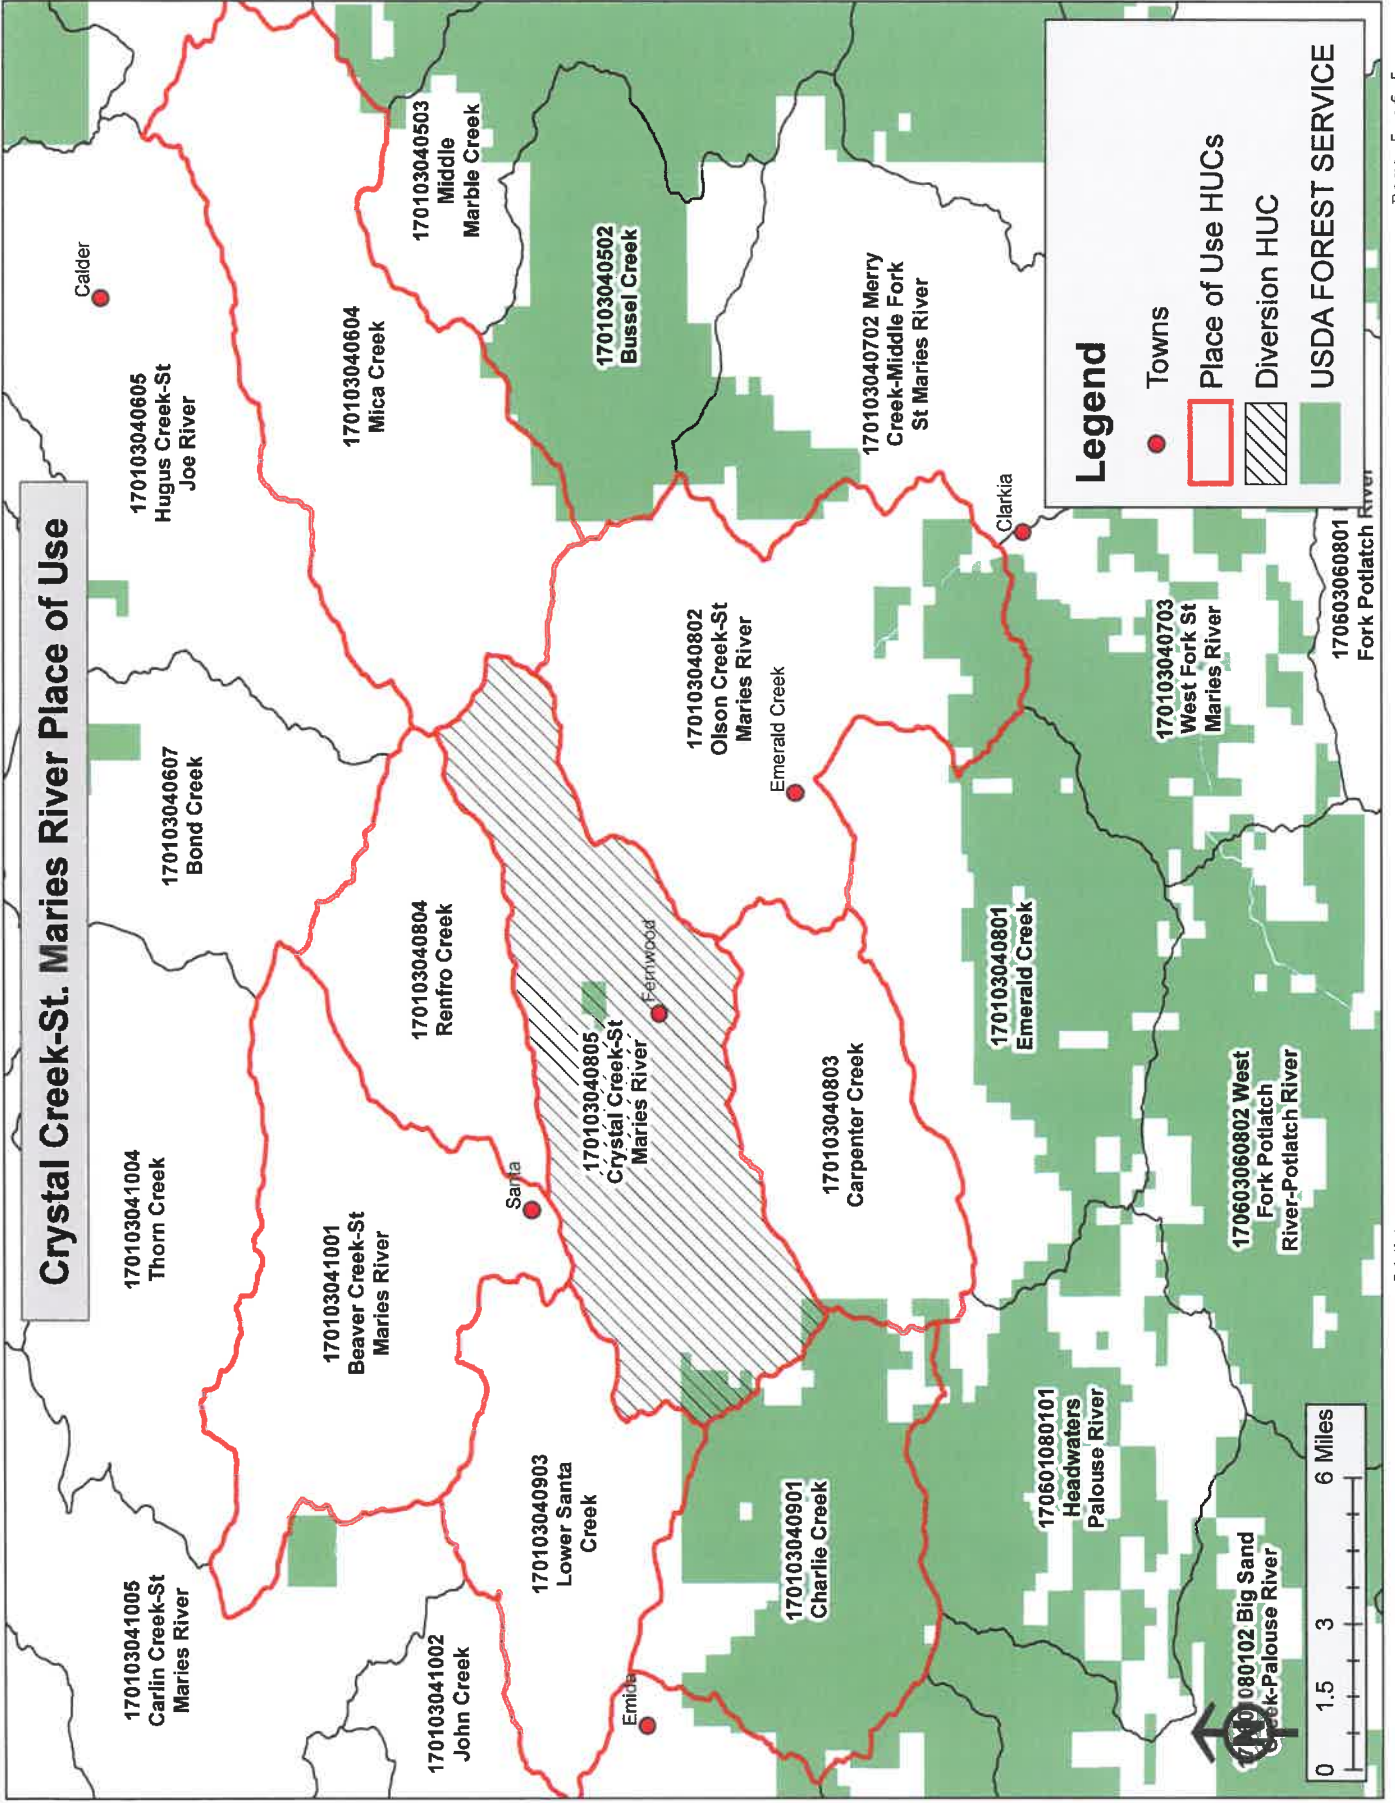 Crystal Creek-St. Maries River Place of Use
Calder
170103040605
Hugus Creek-St
Joe River
170103040607
Bond Creek
170103041004
Thorn Creek
170103041005
Carlin Creek-St
Maries River
170103040604
Mica Creek
170103040503
Middle
Marble Creek
170103040804
Renfro Creek
170103041001
Beaver Creek-St
Maries River
170103041002
John Creek
Santa
170103040903
Lower Santa
Creek
170103040805
Crystal Creek-St
Maries River
Fernwood
170103040502
Bussel Creek
Emida
170103040802
Olson Creek-St
Maries River
Emerald Creek
170103040803
Carpenter Creek
170103040901
Charlie Creek
170103040702 Merry
Creek-Middle Fork
St Maries River
Clarkia
170103040801
Emerald Creek
170601080101
Headwaters
Palouse River
170103040703
West Fork St
Maries River
170603060802 West
Fork Potlatch
River-Potlatch River
170603060801
Fork Potlatch River
080102 Big Sand
-Palouse River
N
0 1.5 3 6 Miles
Legend
Towns
Place of Use HUCs
Diversion HUC
USDA FOREST SERVICE